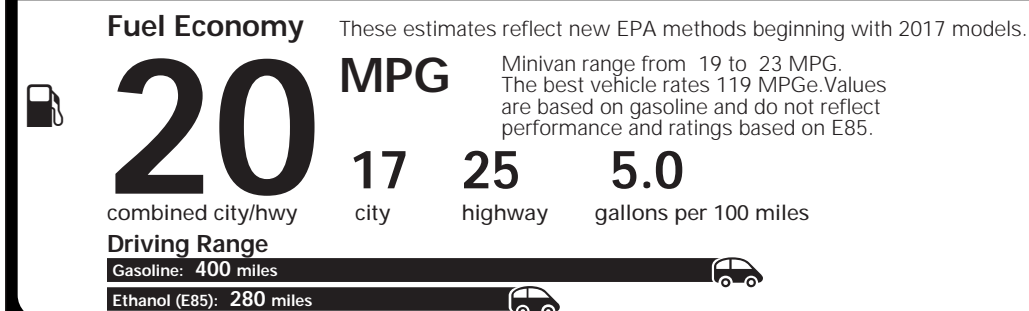 Fuel Economy
These estimates reflect new EPA methods beginning with 2017 models.
20
MPG
Minivan range from 19 to 23 MPG.
The best vehicle rates 119 MPGe.Values
are based on gasoline and do not reflect
performance and ratings based on E85.
17 25 5.0
combined city/hwy city highway gallons per 100 miles
Driving Range
Gasoline: 400 miles
Ethanol (E85): 280 miles